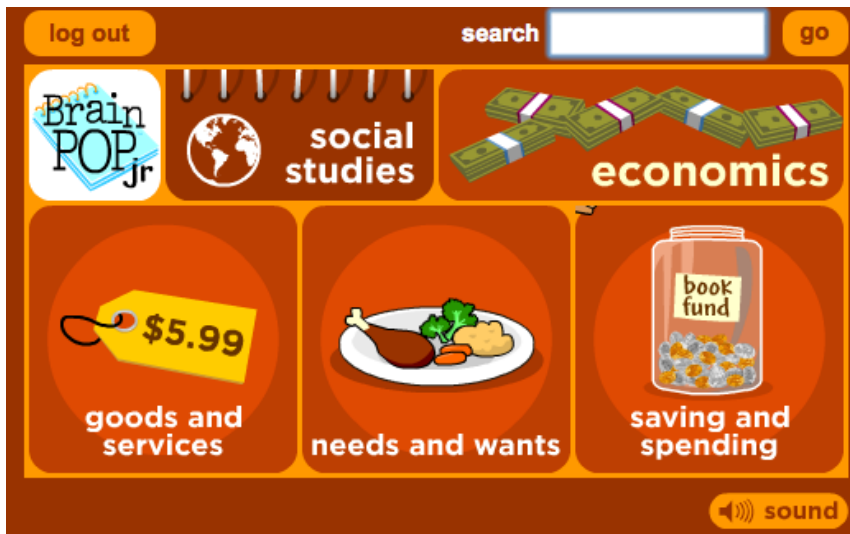 log out
search
go
Brain
POP
jr
social
studies
economics
$5.99
goods and
services
needs and wants
book
fund
saving and
spending
sound